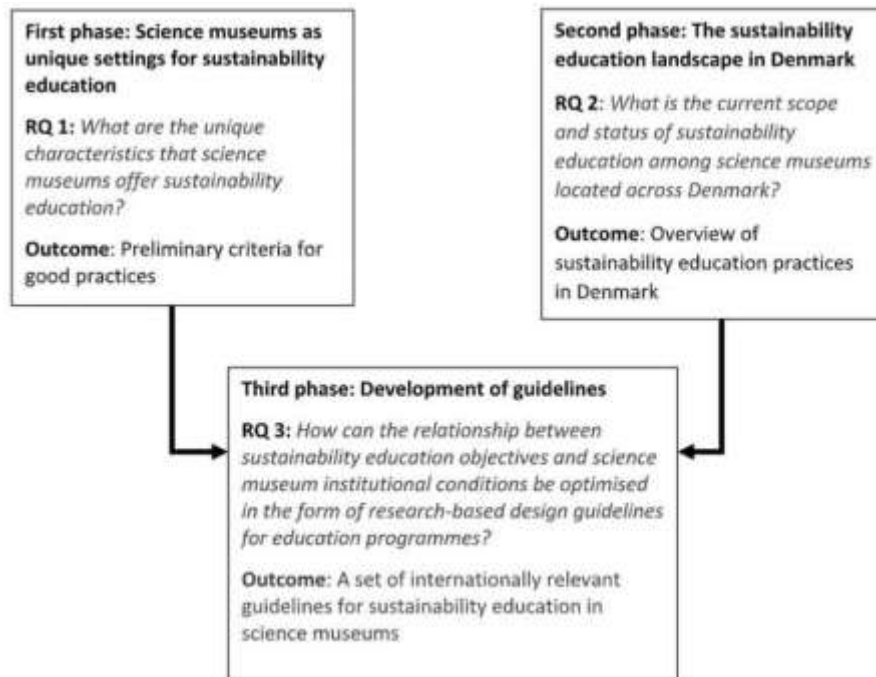 First phase: Science museums as
unique settings for sustainability
education
RQ 1: What are the unique
characteristics that science
museums offer sustainability
education?
Outcome: Preliminary criteria for
good practices
Second phase: The sustainability
education landscape in Denmark
RQ 2: What is the current scope
and status of sustainability
education among science museums
located across Denmark?
Outcome: Overview of
sustainability education practices
in Denmark
Third phase: Development of guidelines
RQ 3: How can the relationship between
sustainability education objectives and science
museum institutional conditions be optimised
in the form of research-based design guidelines
for education programmes?
Outcome: A set of internationally relevant
guidelines for sustainability education in
science museums